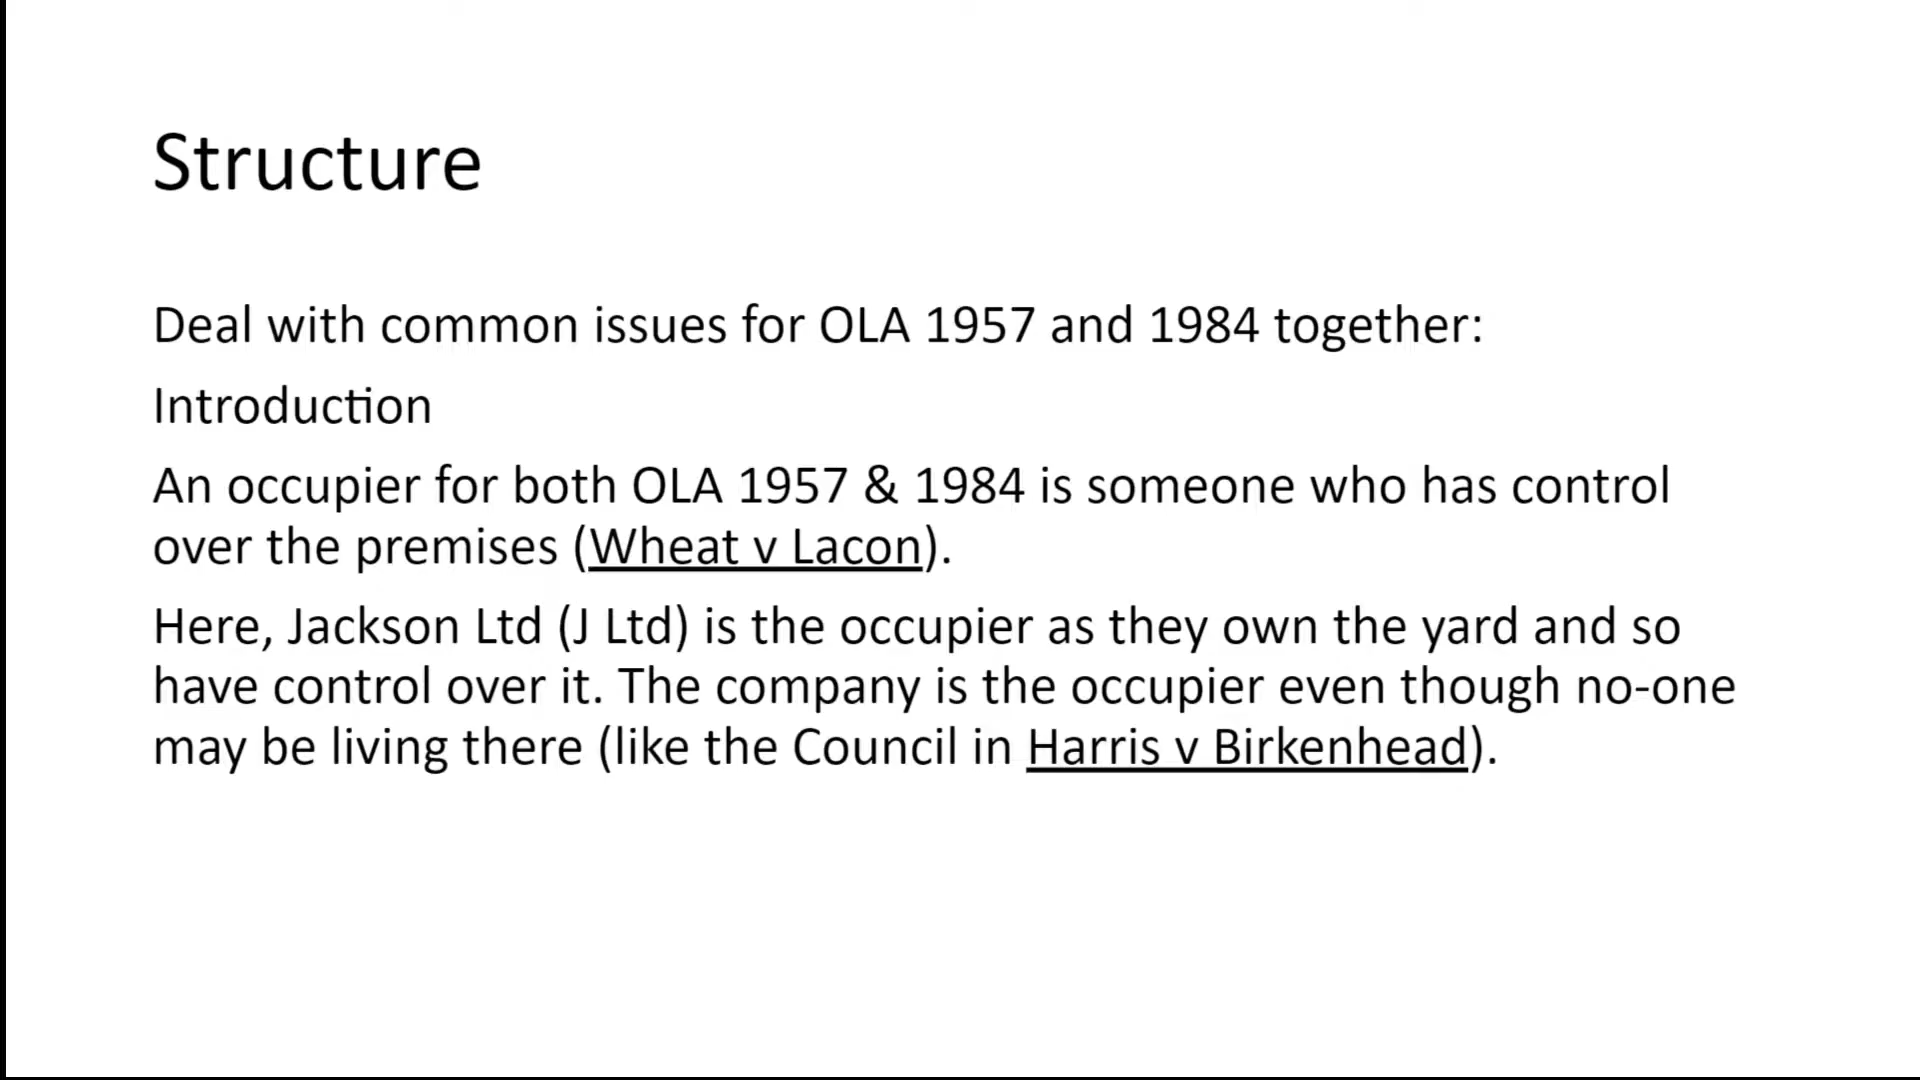 Structure
Deal with common issues for OLA 1957 and 1984 together:
Introduction
An occupier for both OLA 1957 & 1984 is someone who has control
over the premises (Wheat v Lacon).
Here, Jackson Ltd (J Ltd) is the occupier as they own the yard and so
have control over it. The company is the occupier even though no-one
may be living there (like the Council in Harris v Birkenhead).